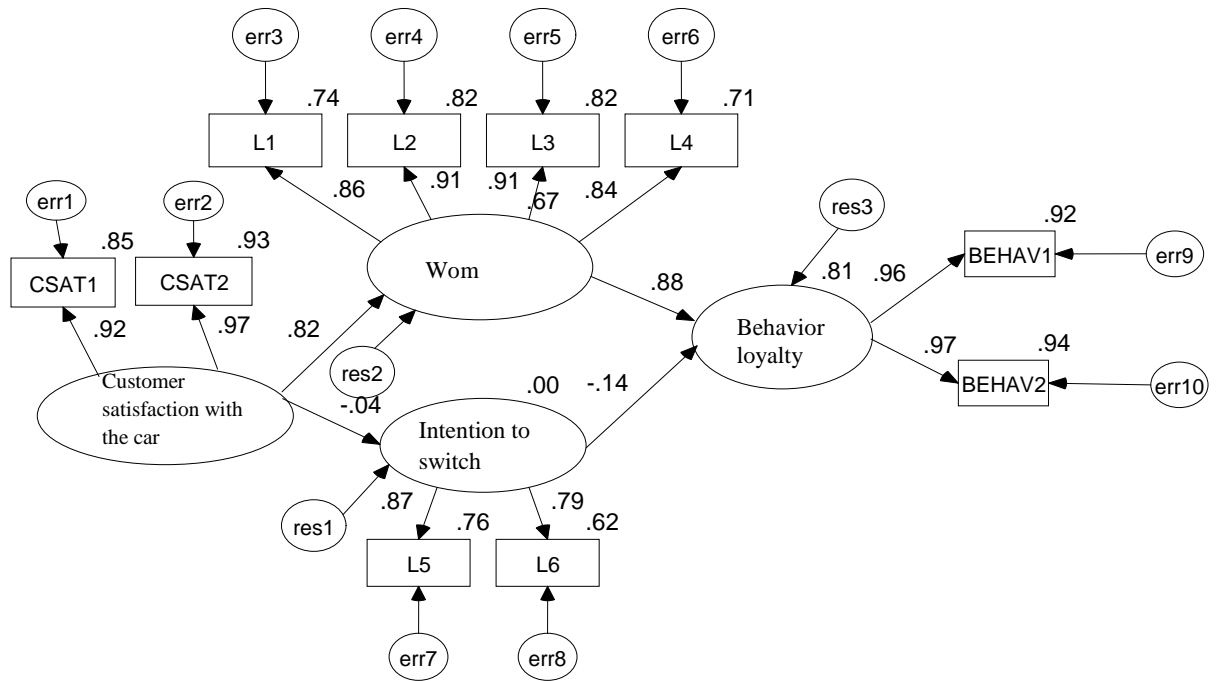 err3
err4
err5
err6
.74
.82
.82
.71
L1
L2
L3
L4
.86
.91
.91
.67
.84
err1
err2
res3
.85
.93
.92
CSAT1
CSAT2
Wom
BEHAV1
err9
.92
.97
.82
.88
.81
.96
res2
Behavior
loyalty
.97
.94
BEHAV2
err10
Customer
satisfaction with
the car
-.04
.00
-.14
Intention to
switch
res1
.87
.76
.79
.62
L5
L6
err7
err8